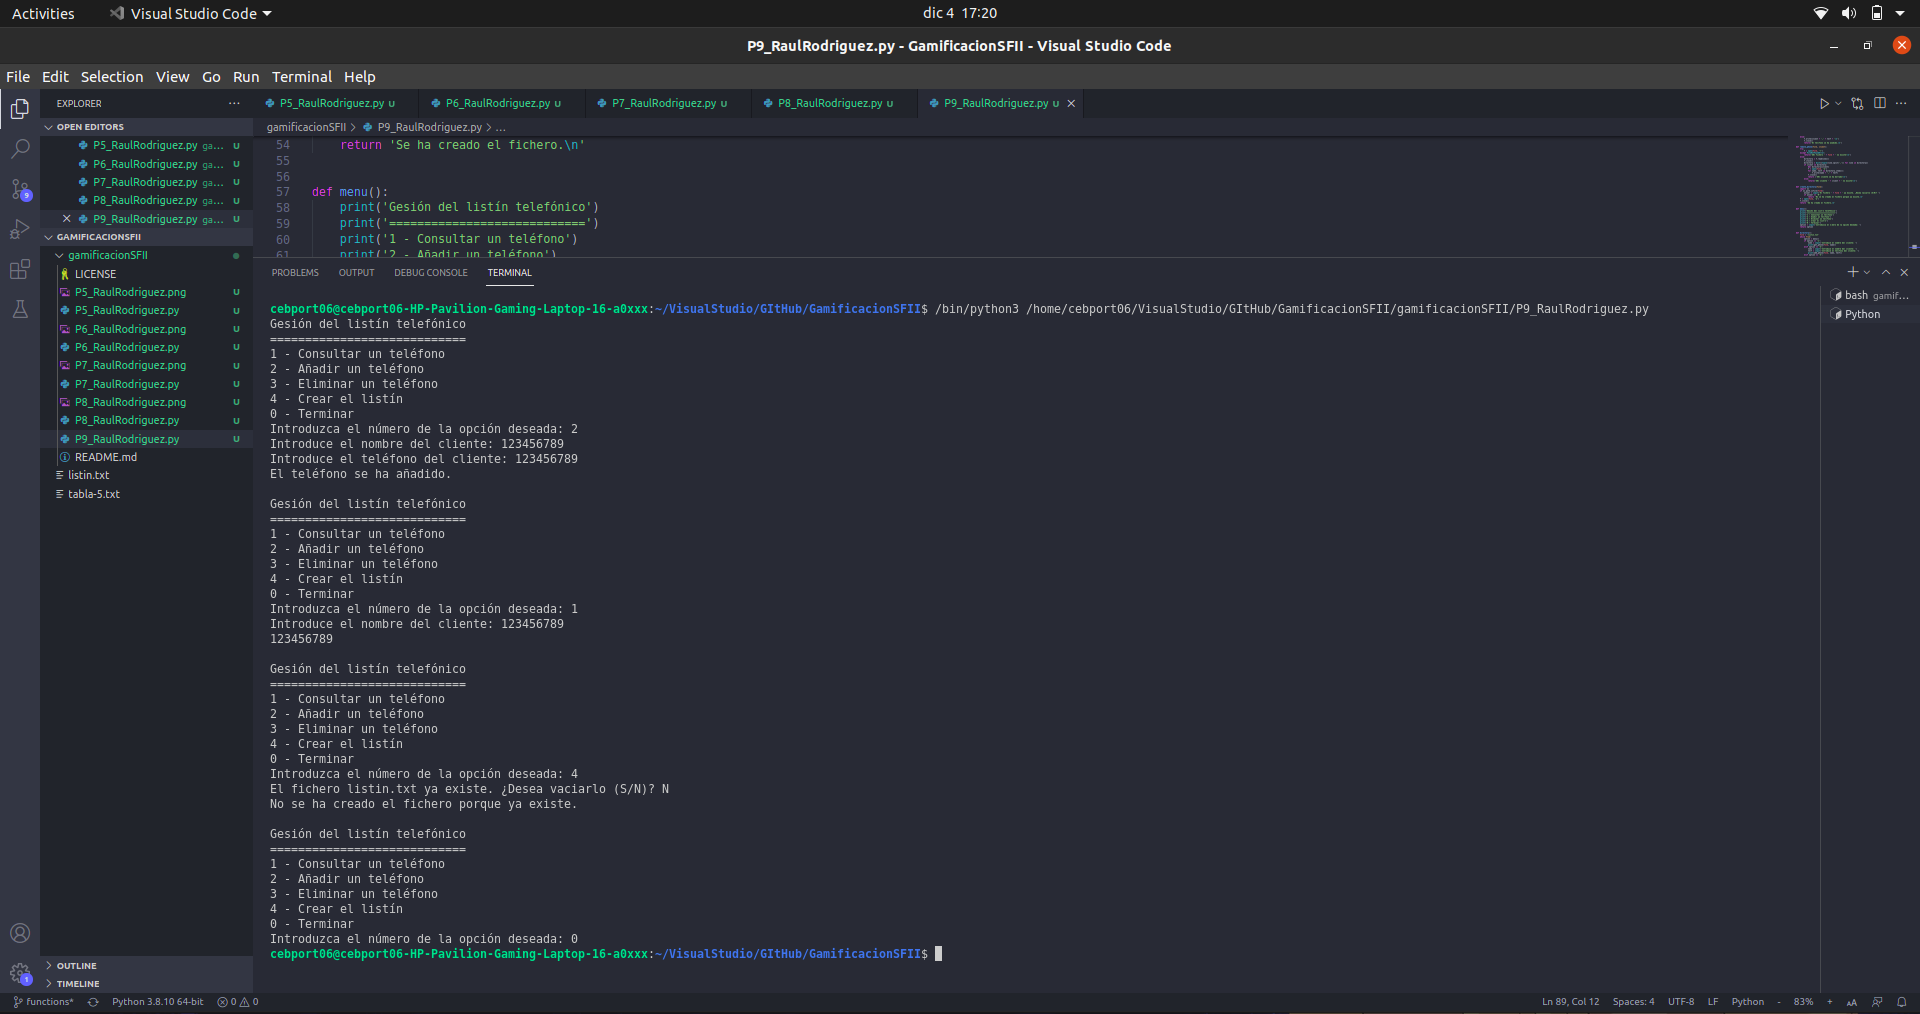 Activities
Visual Studio Code
dic 4 17:20
P9_RaulRodriguez.py - GamificacionSFII - Visual Studio Code
File Edit Selection View Go Run Terminal Help
EXPLORER
P5_RaulRodriguez.py U
P6_RaulRodriguez.py U
P7_RaulRodriguez.py U
P8_RaulRodriguez.py U
P9_RaulRodriguez.py U
OPEN EDITORS
P5_RaulRodriguez.py ga... U
P6_RaulRodriguez.py ga... U
P7_RaulRodriguez.py ga... U
P8_RaulRodriguez.py ga... U
P9_RaulRodriguez.py ga... U
GAMIFICACIONSFII
gamificacionSFII
LICENSE
P5_RaulRodriguez.png U
P5_RaulRodriguez.py U
P6_RaulRodriguez.png U
P6_RaulRodriguez.py U
P7_RaulRodriguez.png U
P7_RaulRodriguez.py U
P8_RaulRodriguez.png U
P8_RaulRodriguez.py U
P9_RaulRodriguez.py U
README.md
listin.txt
tabla-5.txt
OUTLINE
TIMELINE
gamificacionSFII > P9_RaulRodriguez.py > ...
54 return 'Se ha creado el fichero.\n'
55
56
57 def menu():
58 print('Gesión del listín telefónico')
59 print('============================')
60 print('1 - Consultar un teléfono')
61 print('2 - Añadir un teléfono')
PROBLEMS OUTPUT DEBUG CONSOLE TERMINAL
bash gamif...
Python
cebport06@cebport06-HP-Pavilion-Gaming-Laptop-16-a0xxx:~/VisualStudio/GItHub/GamificacionSFII$ /bin/python3 /home/cebport06/VisualStudio/GItHub/GamificacionSFII/gamificacionSFII/P9_RaulRodriguez.py
Gesión del listín telefónico
============================
1 - Consultar un teléfono
2 - Añadir un teléfono
3 - Eliminar un teléfono
4 - Crear el listín
0 - Terminar
Introduzca el número de la opción deseada: 2
Introduce el nombre del cliente: 123456789
Introduce el teléfono del cliente: 123456789
El teléfono se ha añadido.
Gesión del listín telefónico
============================
1 - Consultar un teléfono
2 - Añadir un teléfono
3 - Eliminar un teléfono
4 - Crear el listín
0 - Terminar
Introduzca el número de la opción deseada: 1
Introduce el nombre del cliente: 123456789
123456789
Gesión del listín telefónico
============================
1 - Consultar un teléfono
2 - Añadir un teléfono
3 - Eliminar un teléfono
4 - Crear el listín
0 - Terminar
Introduzca el número de la opción deseada: 4
El fichero listin.txt ya existe. ¿Desea vaciarlo (S/N)? N
No se ha creado el fichero porque ya existe.
Gesión del listín telefónico
============================
1 - Consultar un teléfono
2 - Añadir un teléfono
3 - Eliminar un teléfono
4 - Crear el listín
0 - Terminar
Introduzca el número de la opción deseada: 0
cebport06@cebport06-HP-Pavilion-Gaming-Laptop-16-a0xxx:~/VisualStudio/GItHub/GamificacionSFII$
functions* Python 3.8.10 64-bit 0 0
Ln 89, Col 12 Spaces: 4 UTF-8 LF Python - 83% +